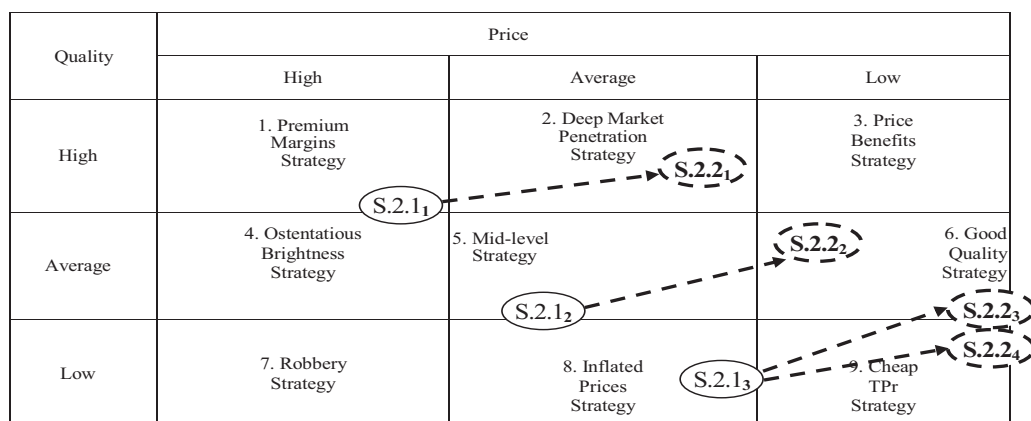 Price
Quality
High
Average
Low
High
1. Premium
Margins
Strategy
2. Deep Market
Penetration
Strategy
3. Price
Benefits
Strategy
S.2.2₁
S.2.1₁
Average
4. Ostentatious
Brightness
Strategy
5. Mid-level
Strategy
S.2.2₂
6. Good
Quality
Strategy
S.2.1₂
S.2.2₃
Low
7. Robbery
Strategy
8. Inflated
Prices
Strategy
S.2.1₃
S.2.2₄
9. Cheap
TPr
Strategy